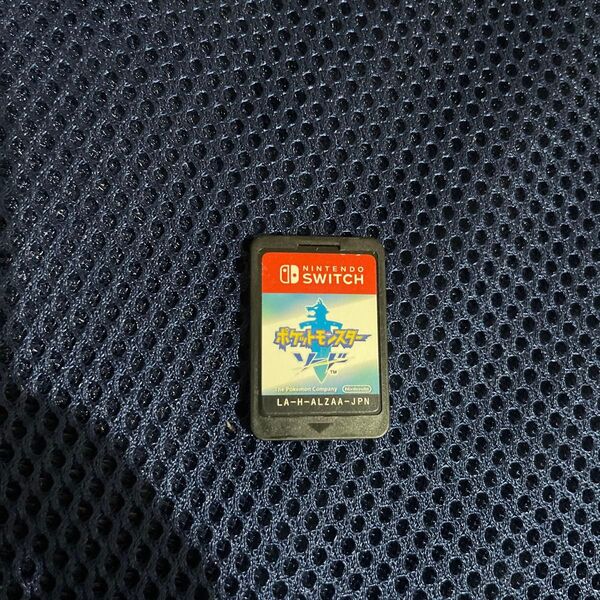 NINTENDO
SWITCH
ポケットモンスター
ソード
TM
The Pokémon Company
Nintendo
LA-H-ALZAA-JPN